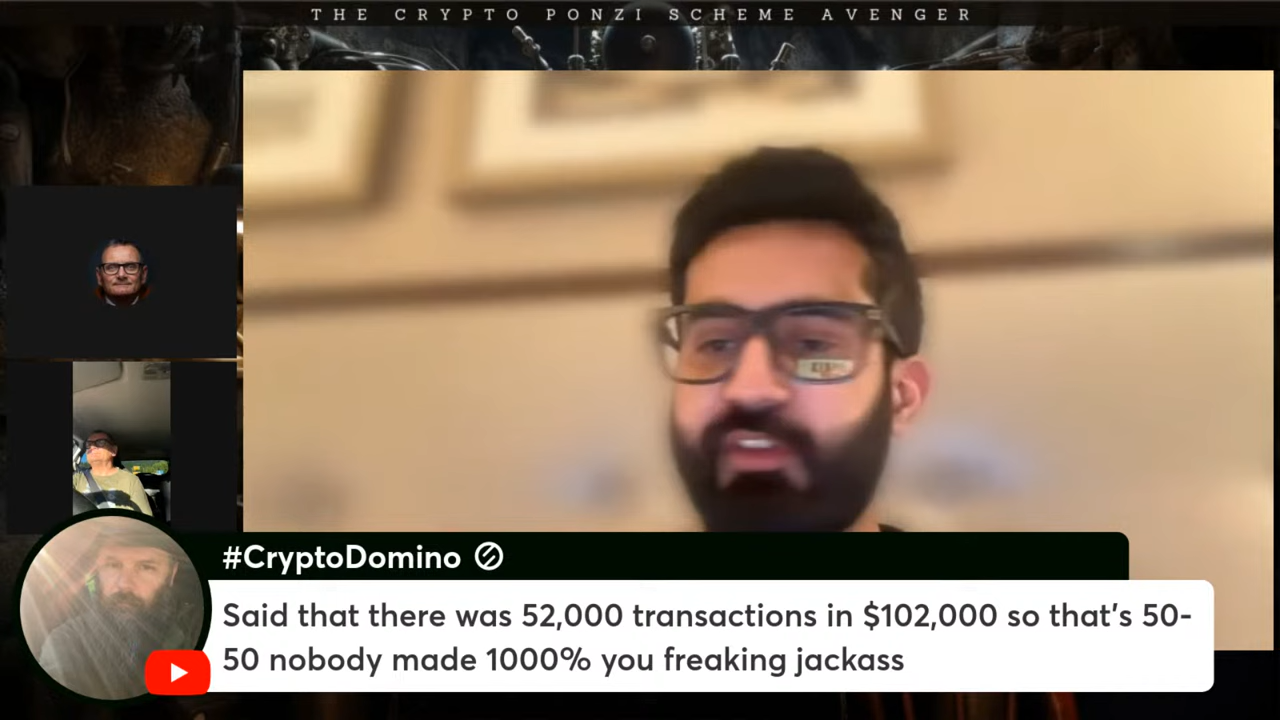 THE CRYPTO PONZI SCHEME AVENGER
#CryptoDomino
Said that there was 52,000 transactions in $102,000 so that's 50-
50 nobody made 1000% you freaking jackass